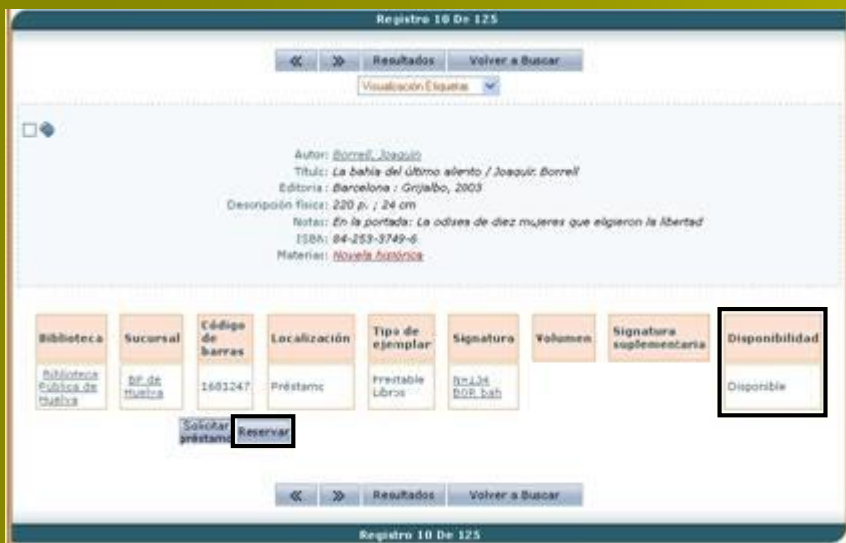 Registro 10 De 125
Resultados Volver a Buscar
Visualización Etiquetas
Autor: Borrell, Joaquín
Título: La bahía del último aliento / Joaquín Borrell
Editorial: Barcelona : Grijalbo, 2003
Descripción física: 220 p. ; 24 cm
Notas: En la portada: La odisea de diez mujeres que eligieron la libertad
ISBN: 84-253-3749-6
Materias: Novela histórica
Biblioteca Sucursal Código de barras Localización Tipo de ejemplar Signatura Volumen Signatura suplementaria Disponibilidad
Biblioteca Pública de Huelva BP de Huelva 1601247 Préstamo Prestable Libros N=134 BOR bah Disponible
Solicitar préstamo Reservar
Resultados Volver a Buscar
Registro 10 De 125